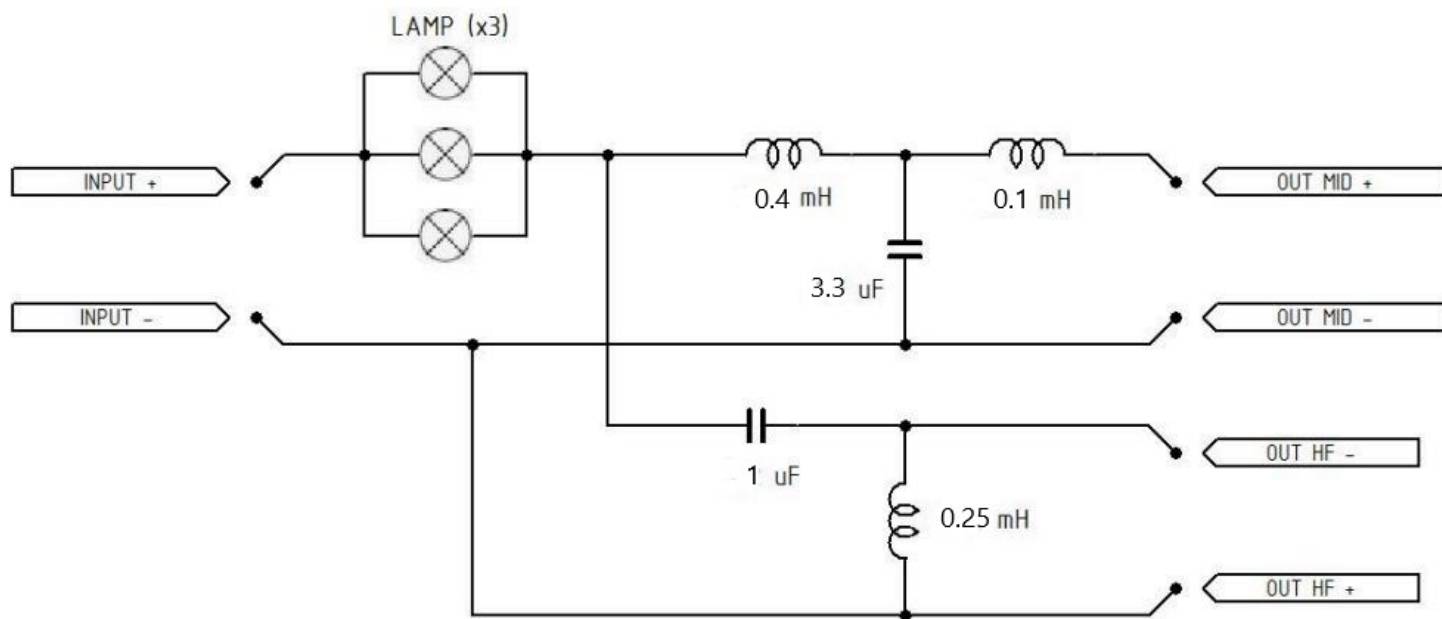 LAMP (x3)
INPUT +
OUT MID +
0.4 mH
0.1 mH
3.3 uF
INPUT -
OUT MID -
OUT HF -
1 uF
0.25 mH
OUT HF +